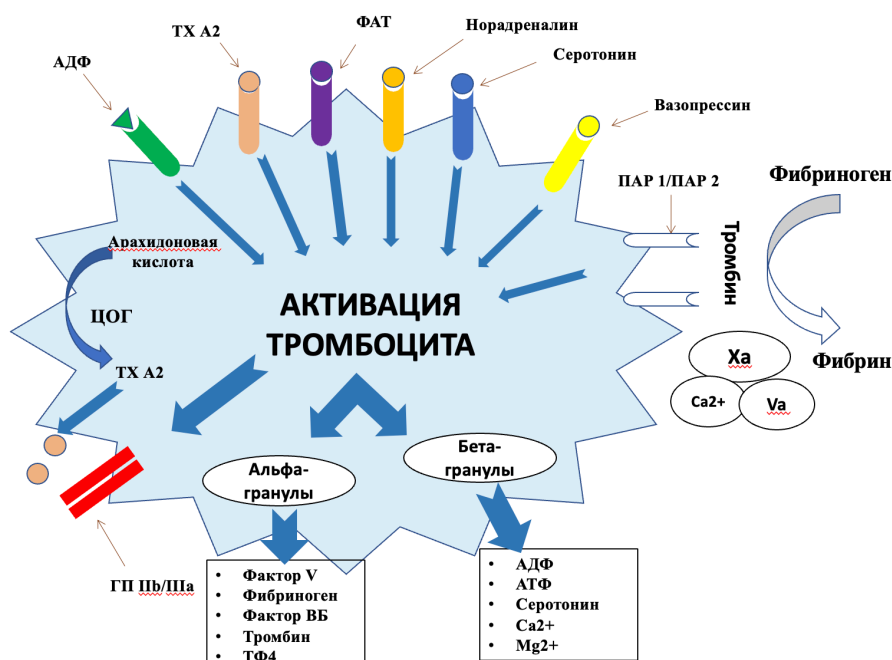 ФАТ
ТХ А2
Норадреналин
АДФ
Серотонин
Вазопрессин
ПАР 1/ПАР 2
Фибриноген
Тромбин
Арахидоновая
кислота
ЦОГ
ТХ А2
АКТИВАЦИЯ
ТРОМБОЦИТА
Фибрин
Xa
Ca2+
Va
Альфа-
гранулы
Бета-
гранулы
ГП IIb/IIIa
• Фактор V
• Фибриноген
• Фактор ВБ
• Тромбин
• ТФ4
• АДФ
• АТФ
• Серотонин
• Ca2+
• Mg2+